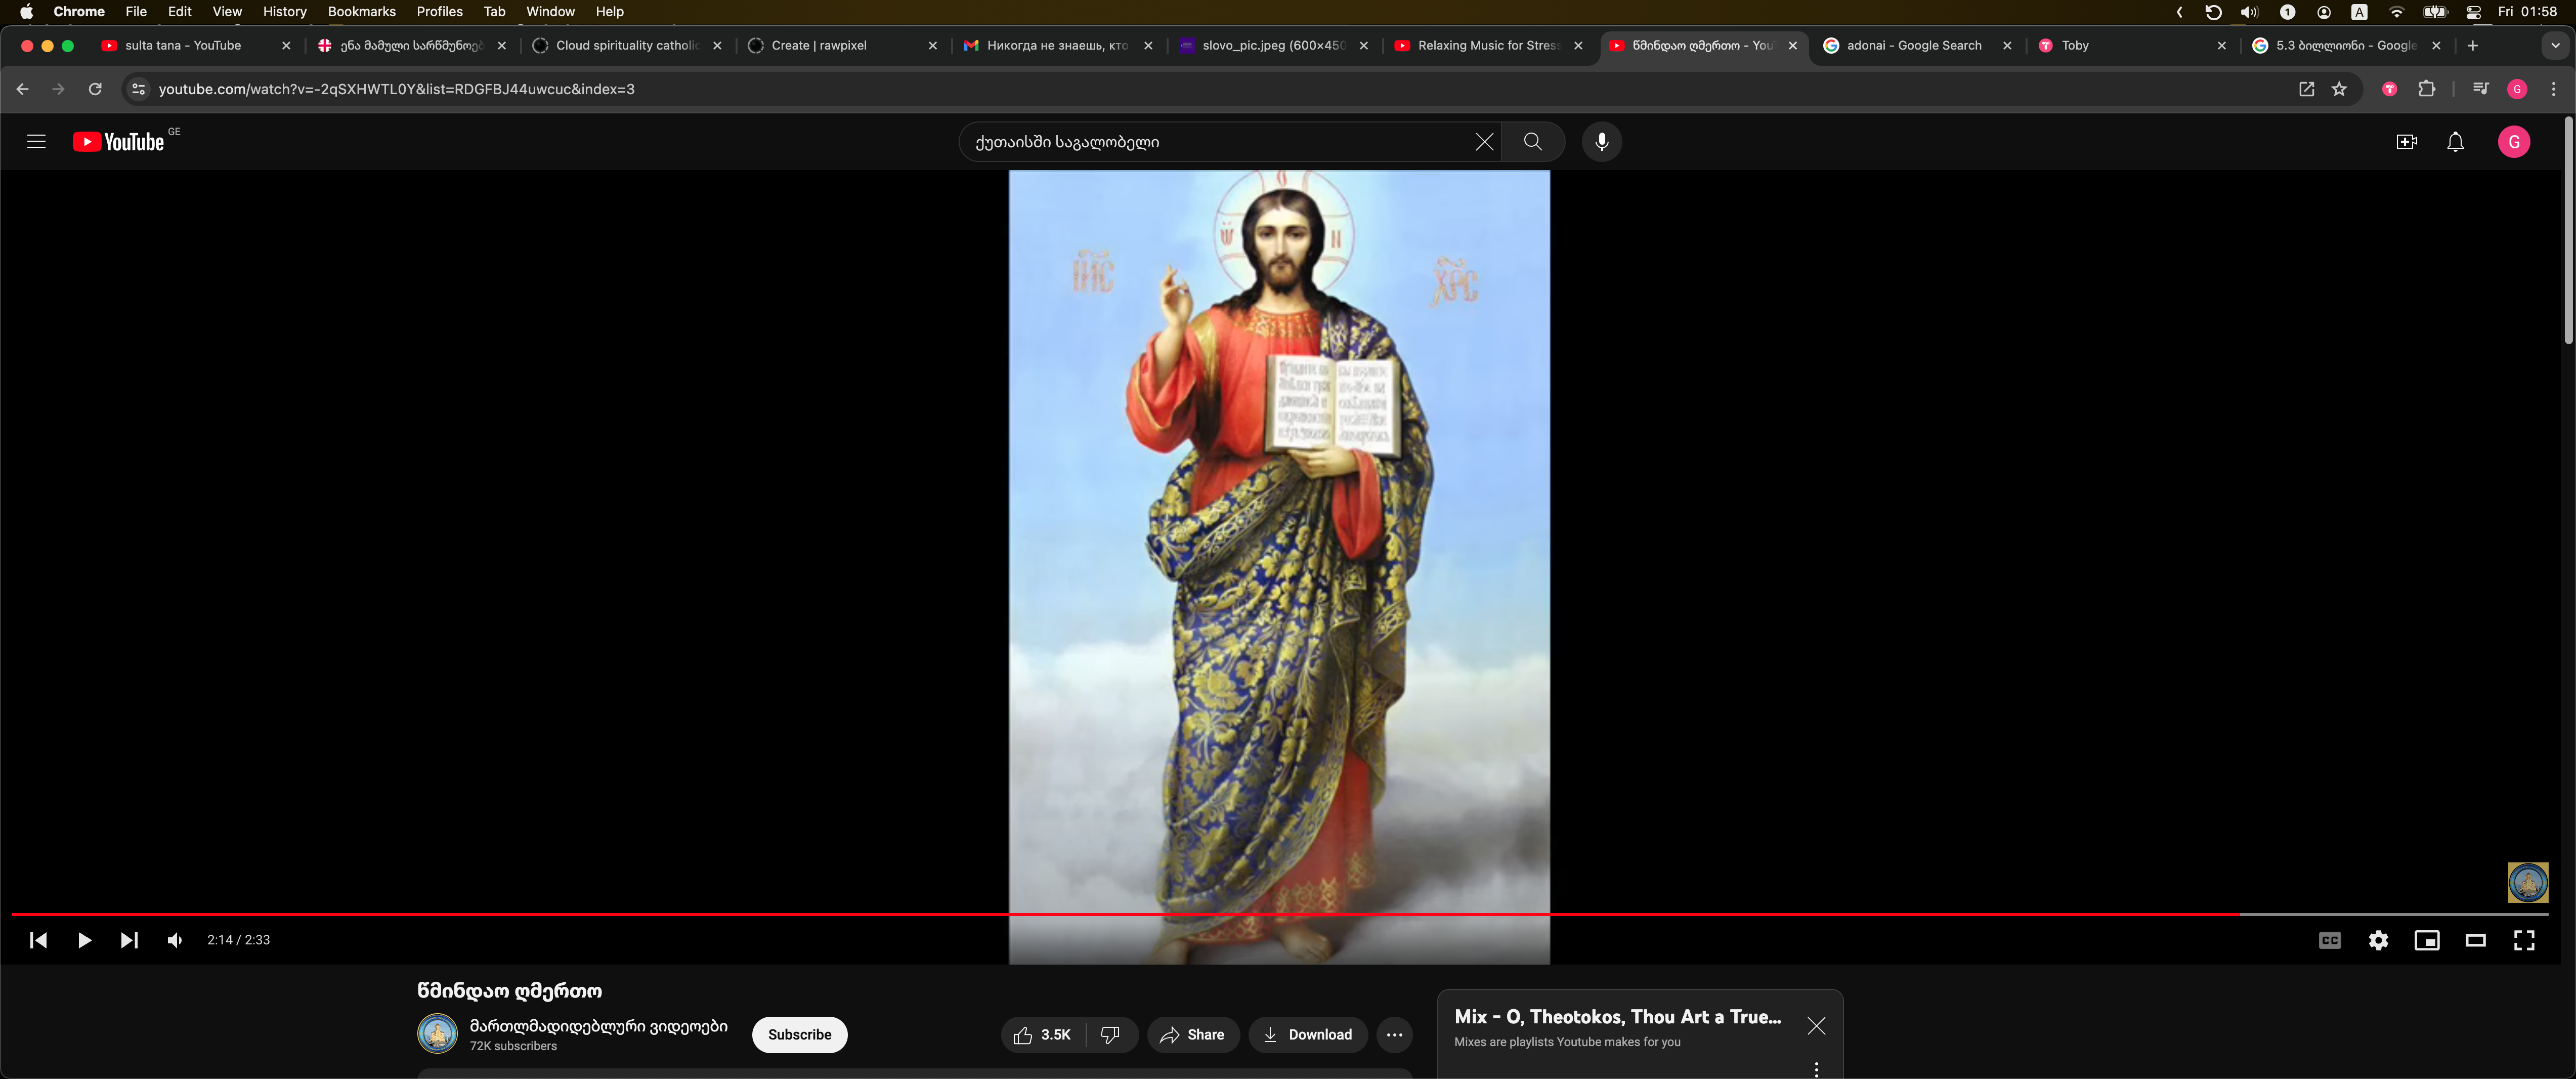 Chrome File Edit View History Bookmarks Profiles Tab Window Help 1 A Fri 01:58
sulta tana - YouTube ენა მამული სარწმუნოებ Cloud spirituality catholic Create | rawpixel Никогда не знаешь, кто slovo_pic.jpeg (600×450 Relaxing Music for Stress წმინდაო ღმერთო - You adonai - Google Search Toby 5.3 ბილლიონი - Google
youtube.com/watch?v=-2qSXHWTL0Y&list=RDGFBJ44uwcuc&index=3 G
YouTube GE ქუთაისში საგალობელი G
2:14 / 2:33 CC
წმინდაო ღმერთო
მართლმადიდებლური ვიდეოები
72K subscribers
Subscribe 3.5K Share Download
Mix - O, Theotokos, Thou Art a True...
Mixes are playlists Youtube makes for you